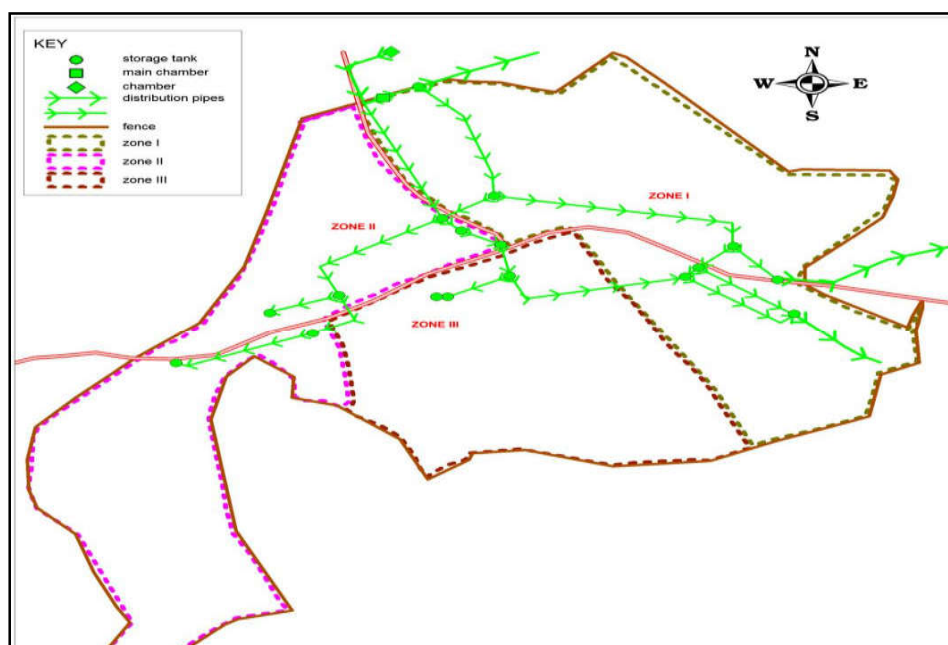 KEY
storage tank
main chamber
chamber
distribution pipes
fence
zone I
zone II
zone III
N
W E
S
ZONE I
ZONE II
ZONE III